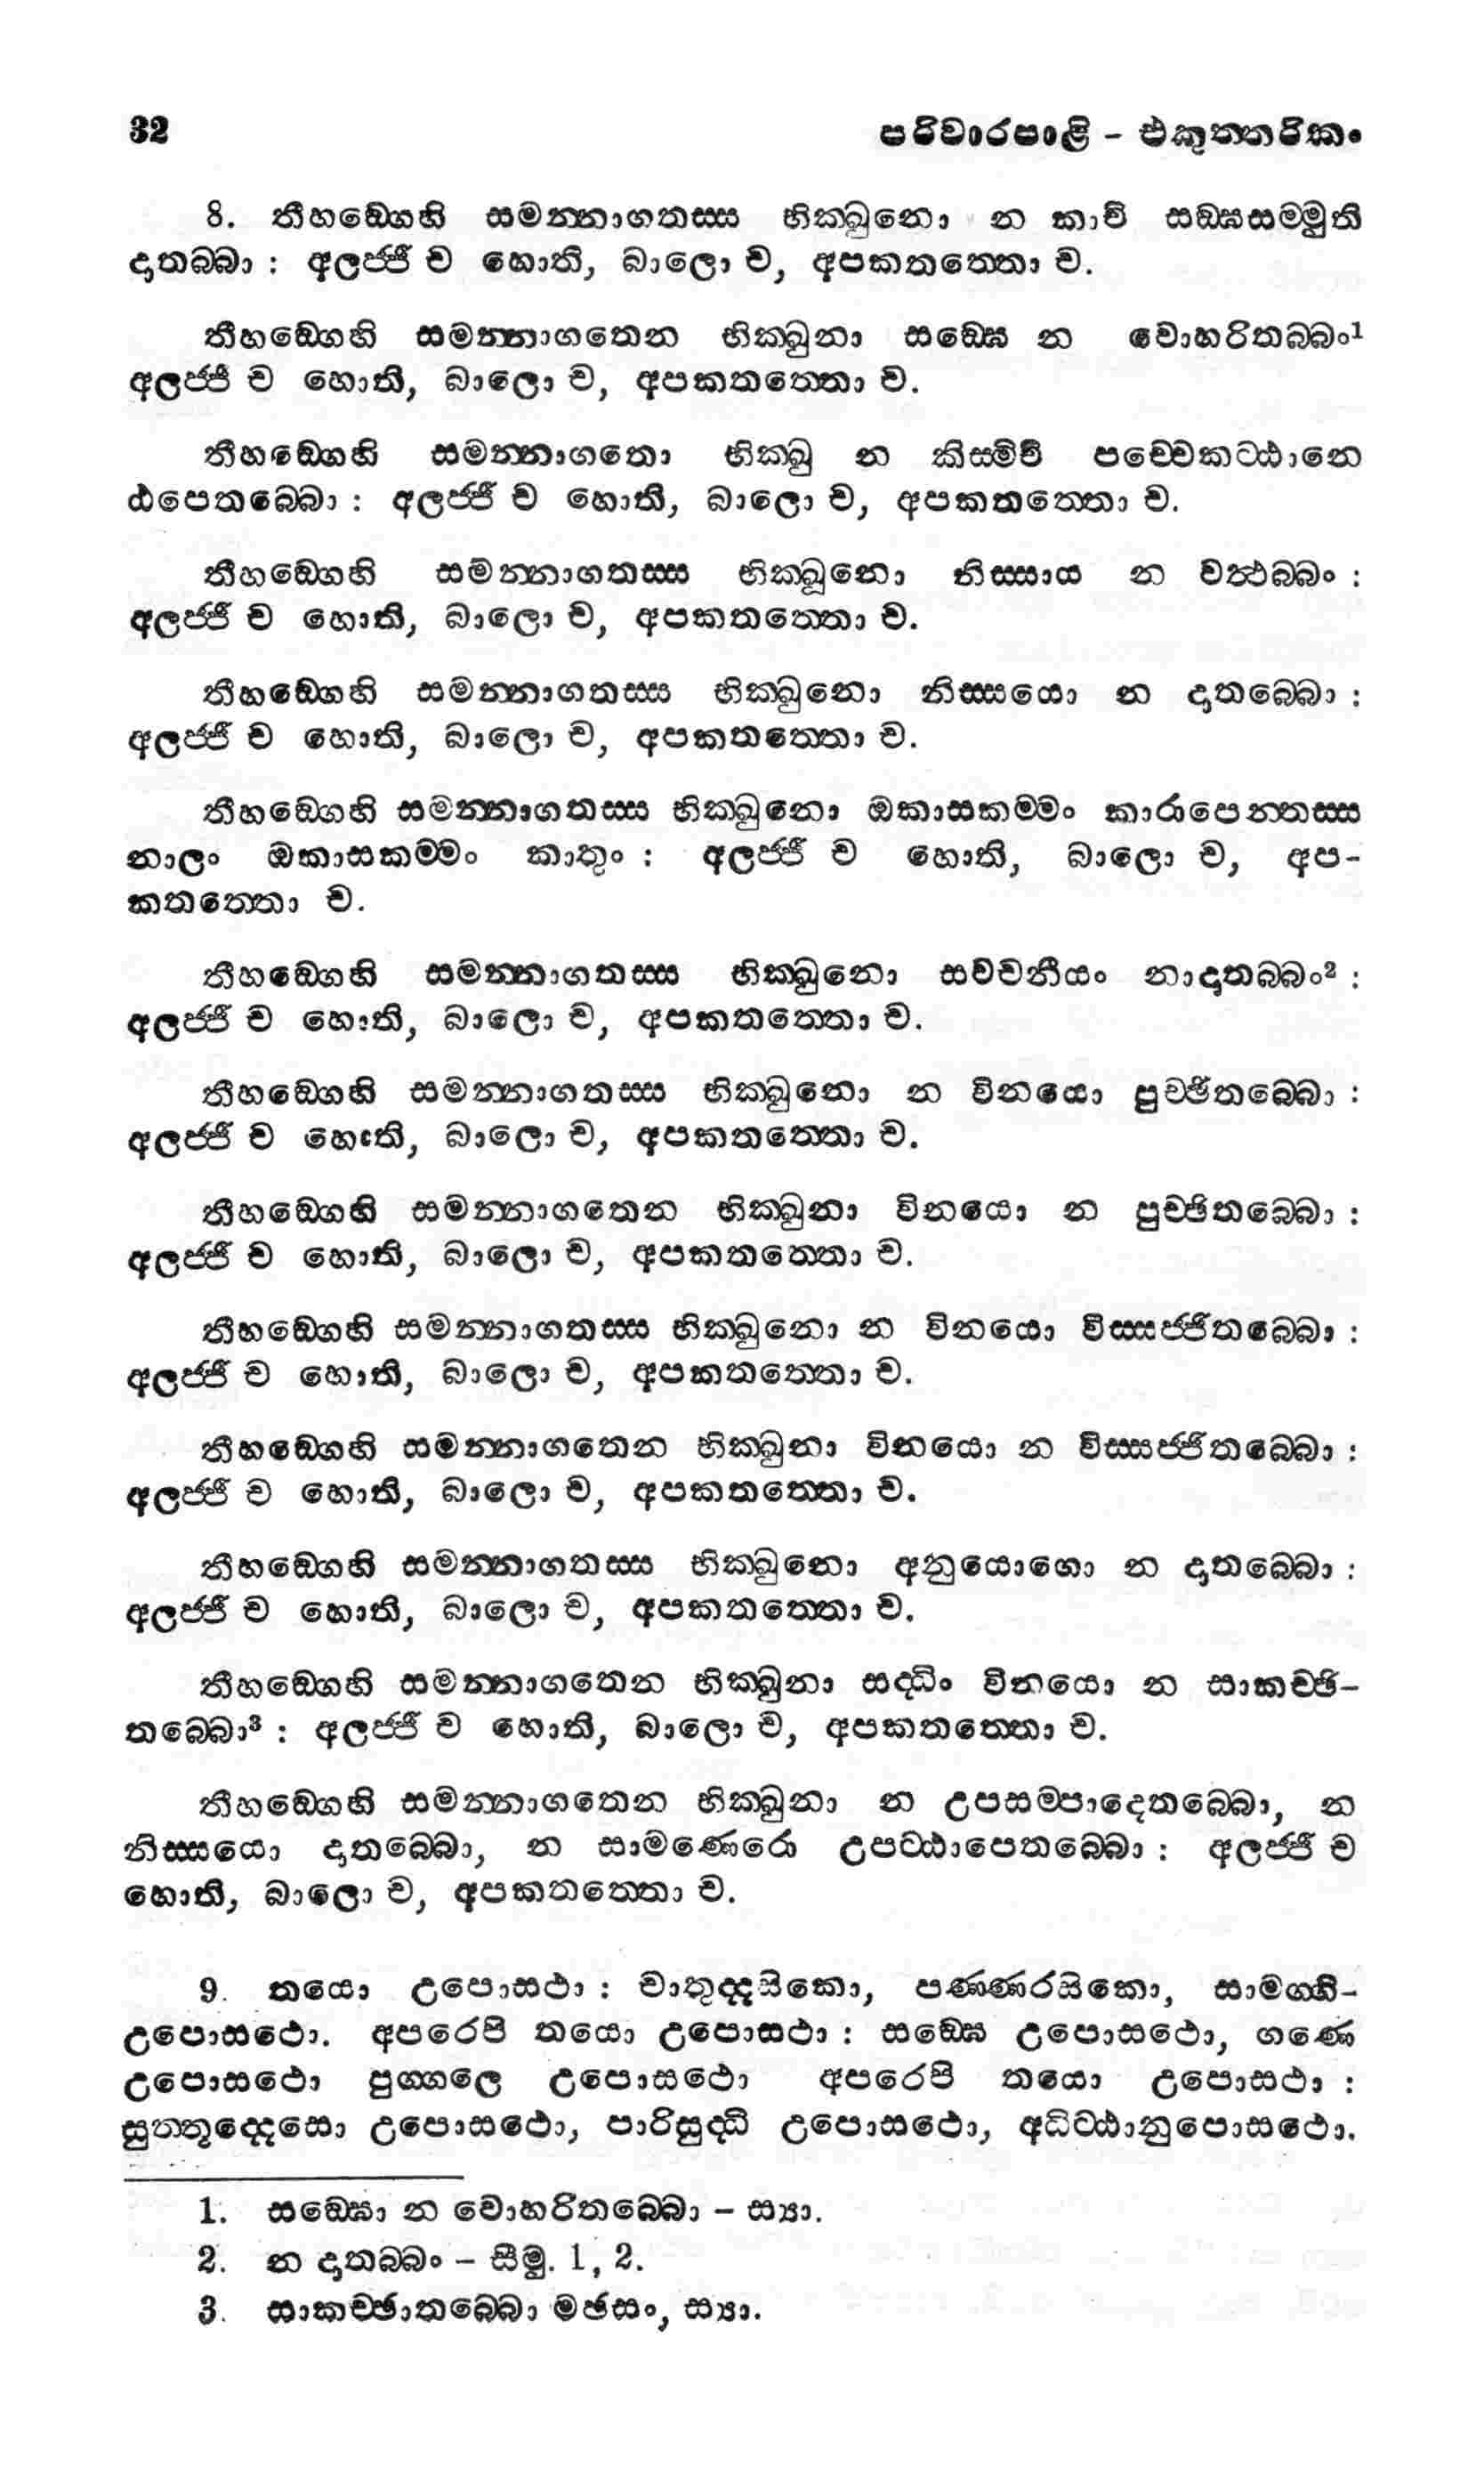 32 පරිවාරපාළි – එකුත්තරිකං
8. තීහඞ්ගෙහි සමන්නාගතස්ස භික්ඛුනො න කාචි සඞ්ඝසම්මුති
දාතබ්බා : අලජ්ජී ච හොති, බාලො ච, අපකතත්තො ච.
තීහඞ්ගෙහි සමන්නාගතෙන භික්ඛුනා සඞ්ඝෙ න වොහරිතබ්බං¹
අලජ්ජී ච හොති, බාලො ච, අපකතත්තො ච.
තීහඞ්ගෙහි සමන්නාගතො භික්ඛු න කිස්මිචි පච්චෙකට්ඨානෙ
ඨපෙතබ්බො : අලජ්ජී ච හොති, බාලො ච, අපකතත්තො ච.
තීහඞ්ගෙහි සමන්නාගතස්ස භික්ඛූනො නිස්සාය න වත්ථබ්බං :
අලජ්ජී ච හොති, බාලො ච, අපකතත්තො ච.
තීහඞ්ගෙහි සමන්නාගතස්ස භික්ඛුනො නිස්සයො න දාතබ්බො :
අලජ්ජී ච හොති, බාලො ච, අපකතත්තො ච.
තීහඞ්ගෙහි සමන්නාගතස්ස භික්ඛුනො ඔකාසකම්මං කාරාපෙන්තස්ස
නාලං ඔකාසකම්මං කාතුං : අලජ්ජී ච හොති, බාලො ච, අප-
කතත්තො ච.
තීහඞ්ගෙහි සමන්නාගතස්ස භික්ඛුනො සවචනීයං නාදාතබ්බං² :
අලජ්ජී ච හොති, බාලො ච, අපකතත්තො ච.
තීහඞ්ගෙහි සමන්නාගතස්ස භික්ඛුනො න විනයො පුච්ඡිතබ්බො :
අලජ්ජී ච හොති, බාලො ච, අපකතත්තො ච.
තීහඞ්ගෙහි සමන්නාගතෙන භික්ඛුනා විනයො න පුච්ඡිතබ්බො :
අලජ්ජී ච හොති, බාලො ච, අපකතත්තො ච.
තීහඞ්ගෙහි සමන්නාගතස්ස භික්ඛුනො න විනයො විස්සජ්ජිතබ්බො :
අලජ්ජී ච හොති, බාලො ච, අපකතත්තො ච.
තීහඞ්ගෙහි සමන්නාගතෙන භික්ඛුනා විනයො න විස්සජ්ජිතබ්බො :
අලජ්ජී ච හොති, බාලො ච, අපකතත්තො ච.
තීහඞ්ගෙහි සමන්නාගතස්ස භික්ඛුනො අනුයොගො න දාතබ්බො :
අලජ්ජී ච හොති, බාලො ච, අපකතත්තො ච.
තීහඞ්ගෙහි සමන්නාගතෙන භික්ඛුනා සද්ධිං විනයො න සාකච්ඡි-
තබ්බො³ : අලජ්ජී ච හොති, බාලො ච, අපකතත්තො ච.
තීහඞ්ගෙහි සමන්නාගතෙන භික්ඛුනා න උපසම්පාදෙතබ්බො, න
නිස්සයො දාතබ්බො, න සාමණෙරො උපට්ඨාපෙතබ්බො : අලජ්ජී ච
හොති, බාලො ච, අපකතත්තො ච.
9. තයො උපොසථා : චාතුද්දසිකො, පණ්ණරසිකො, සාමග්ගි-
උපොසථො. අපරෙපි තයො උපොසථා : සඞ්ඝෙ උපොසථො, ගණෙ
උපොසථො පුග්ගලෙ උපොසථො අපරෙපි තයො උපොසථා :
සුත්තූද්දෙසො උපොසථො, පාරිසුද්ධි උපොසථො, අධිට්ඨානුපොසථො.
1. සඞ්ඝො න වොහරිතබ්බො – ස්‍යා.
2. න දාතබ්බං – සීමු. 1, 2.
3. සාකච්ඡාතබ්බො මඡසං, ස්‍යා.